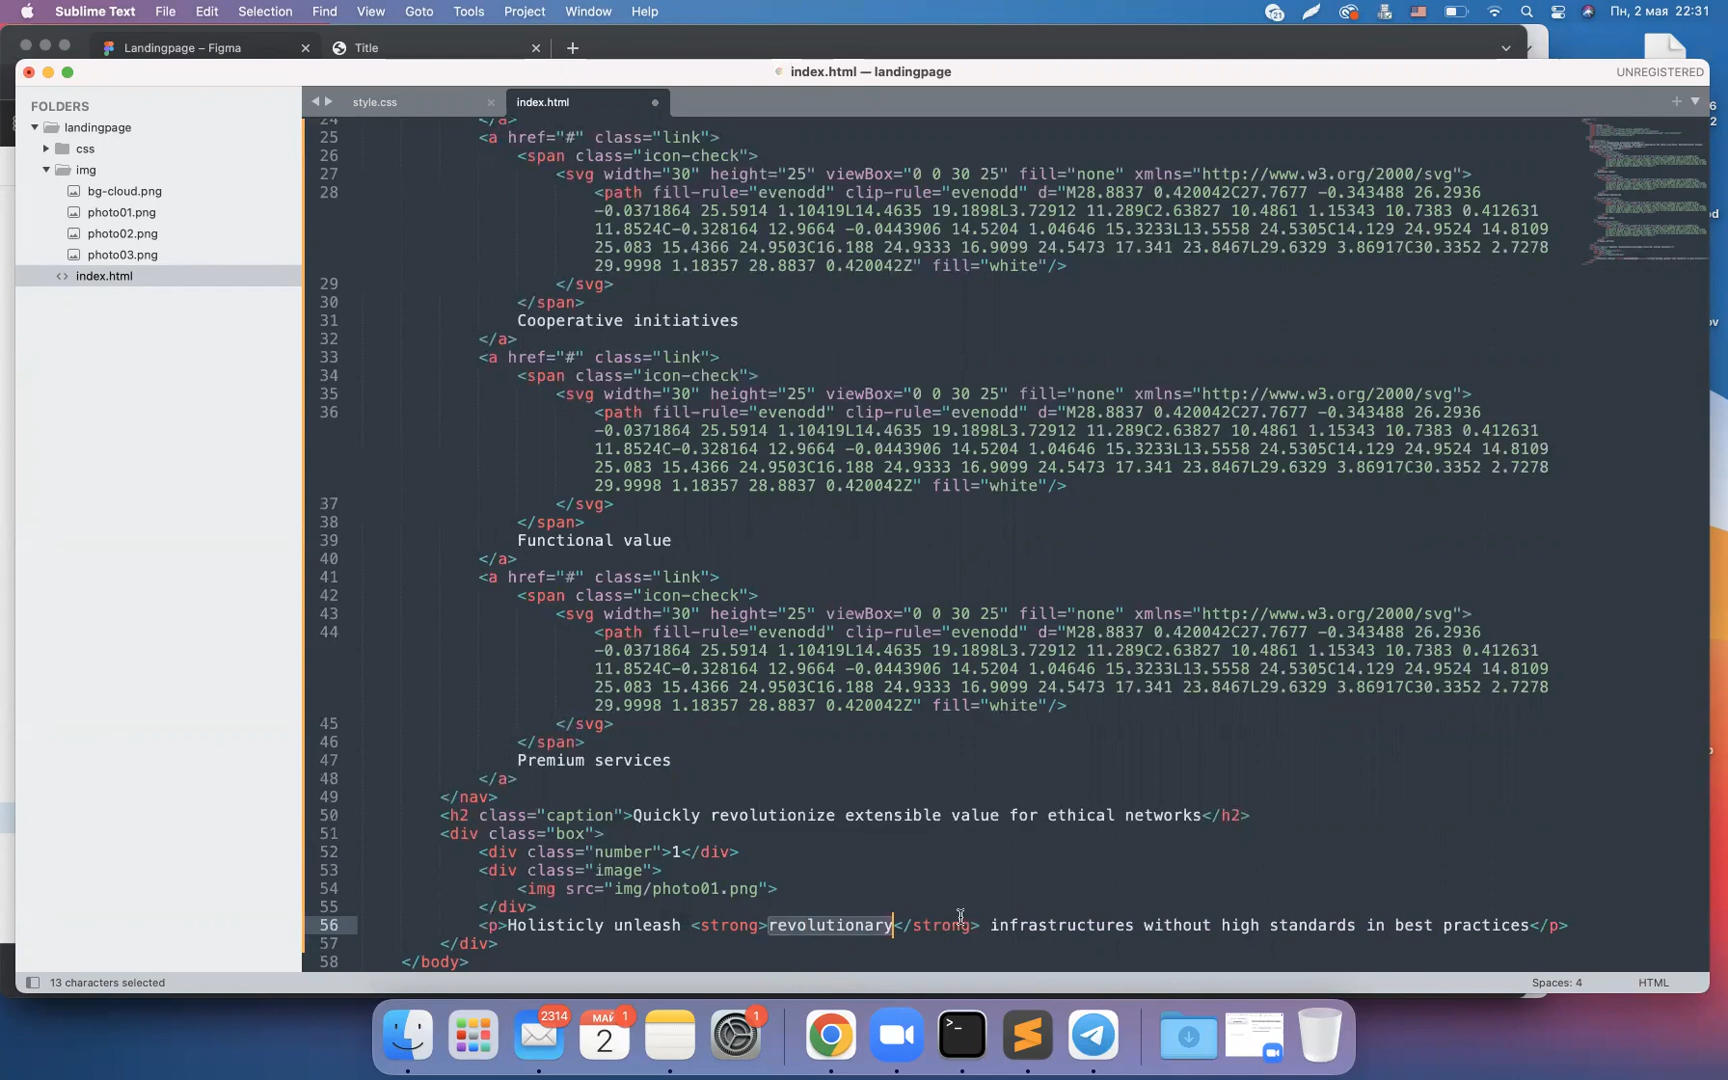 Sublime Text File Edit Selection Find View Goto Tools Project Window Help 21 Пн, 2 мая 22:31
Landingpage – Figma Title
index.html — landingpage UNREGISTERED
FOLDERS
landingpage
css
img
bg-cloud.png
photo01.png
photo02.png
photo03.png
index.html
style.css index.html
24 </a>
25 <a href="#" class="link">
26 <span class="icon-check">
27 <svg width="30" height="25" viewBox="0 0 30 25" fill="none" xmlns="http://www.w3.org/2000/svg">
28 <path fill-rule="evenodd" clip-rule="evenodd" d="M28.8837 0.420042C27.7677 -0.343488 26.2936
-0.0371864 25.5914 1.10419L14.4635 19.1898L3.72912 11.289C2.63827 10.4861 1.15343 10.7383 0.412631
11.8524C-0.328164 12.9664 -0.0443906 14.5204 1.04646 15.3233L13.5558 24.5305C14.129 24.9524 14.8109
25.083 15.4366 24.9503C16.188 24.9333 16.9099 24.5473 17.341 23.8467L29.6329 3.86917C30.3352 2.7278
29.9998 1.18357 28.8837 0.420042Z" fill="white"/>
29 </svg>
30 </span>
31 Cooperative initiatives
32 </a>
33 <a href="#" class="link">
34 <span class="icon-check">
35 <svg width="30" height="25" viewBox="0 0 30 25" fill="none" xmlns="http://www.w3.org/2000/svg">
36 <path fill-rule="evenodd" clip-rule="evenodd" d="M28.8837 0.420042C27.7677 -0.343488 26.2936
-0.0371864 25.5914 1.10419L14.4635 19.1898L3.72912 11.289C2.63827 10.4861 1.15343 10.7383 0.412631
11.8524C-0.328164 12.9664 -0.0443906 14.5204 1.04646 15.3233L13.5558 24.5305C14.129 24.9524 14.8109
25.083 15.4366 24.9503C16.188 24.9333 16.9099 24.5473 17.341 23.8467L29.6329 3.86917C30.3352 2.7278
29.9998 1.18357 28.8837 0.420042Z" fill="white"/>
37 </svg>
38 </span>
39 Functional value
40 </a>
41 <a href="#" class="link">
42 <span class="icon-check">
43 <svg width="30" height="25" viewBox="0 0 30 25" fill="none" xmlns="http://www.w3.org/2000/svg">
44 <path fill-rule="evenodd" clip-rule="evenodd" d="M28.8837 0.420042C27.7677 -0.343488 26.2936
-0.0371864 25.5914 1.10419L14.4635 19.1898L3.72912 11.289C2.63827 10.4861 1.15343 10.7383 0.412631
11.8524C-0.328164 12.9664 -0.0443906 14.5204 1.04646 15.3233L13.5558 24.5305C14.129 24.9524 14.8109
25.083 15.4366 24.9503C16.188 24.9333 16.9099 24.5473 17.341 23.8467L29.6329 3.86917C30.3352 2.7278
29.9998 1.18357 28.8837 0.420042Z" fill="white"/>
45 </svg>
46 </span>
47 Premium services
48 </a>
49 </nav>
50 <h2 class="caption">Quickly revolutionize extensible value for ethical networks</h2>
51 <div class="box">
52 <div class="number">1</div>
53 <div class="image">
54 <img src="img/photo01.png">
55 </div>
56 <p>Holisticly unleash <strong>revolutionary</strong> infrastructures without high standards in best practices</p>
57 </div>
58 </body>
13 characters selected Spaces: 4 HTML
2314 МАЙ 2 1 1